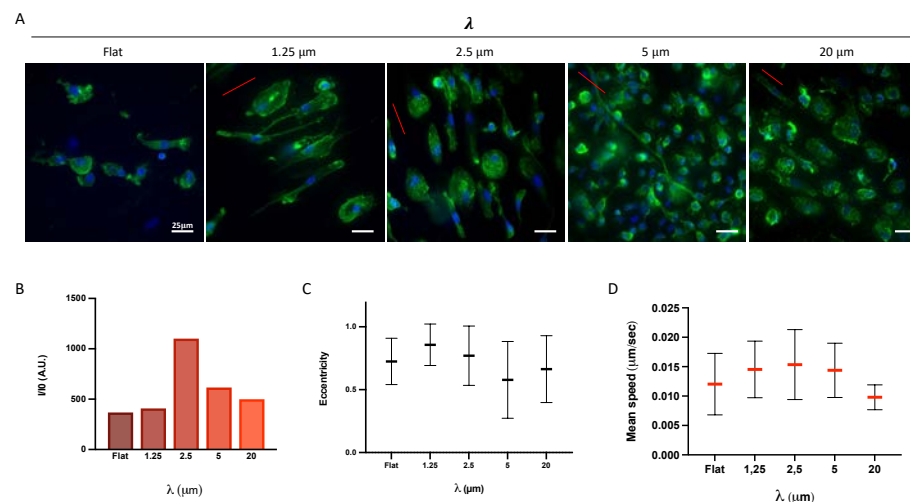 A
λ
Flat
1.25 µm
2.5 µm
5 µm
20 µm
25µm
B
I/I0 (A.U.)
1500
1000
500
0
Flat
1.25
2.5
5
20
λ (µm)
C
Eccentricity
1.0
0.5
0.0
Flat
1.25
2.5
5
20
λ (µm)
D
Mean speed (µm/sec)
0.025
0.020
0.015
0.010
0.005
0.000
Flat
1,25
2,5
5
20
λ (µm)